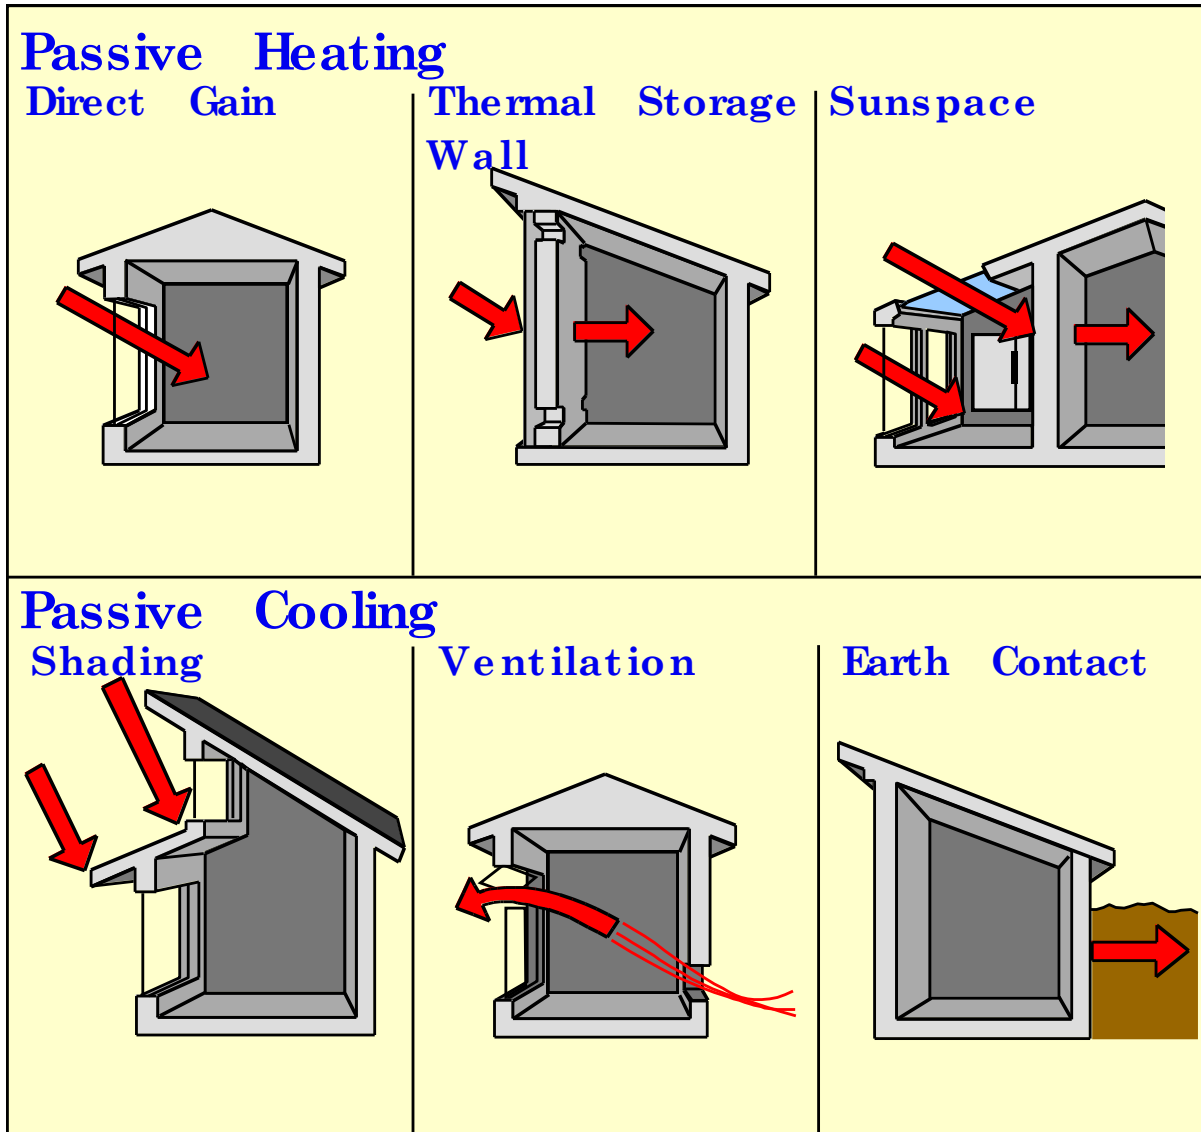 Passive Heating
Direct Gain
Thermal Storage
Wall
Sunspace
Passive Cooling
Shading
Ventilation
Earth Contact